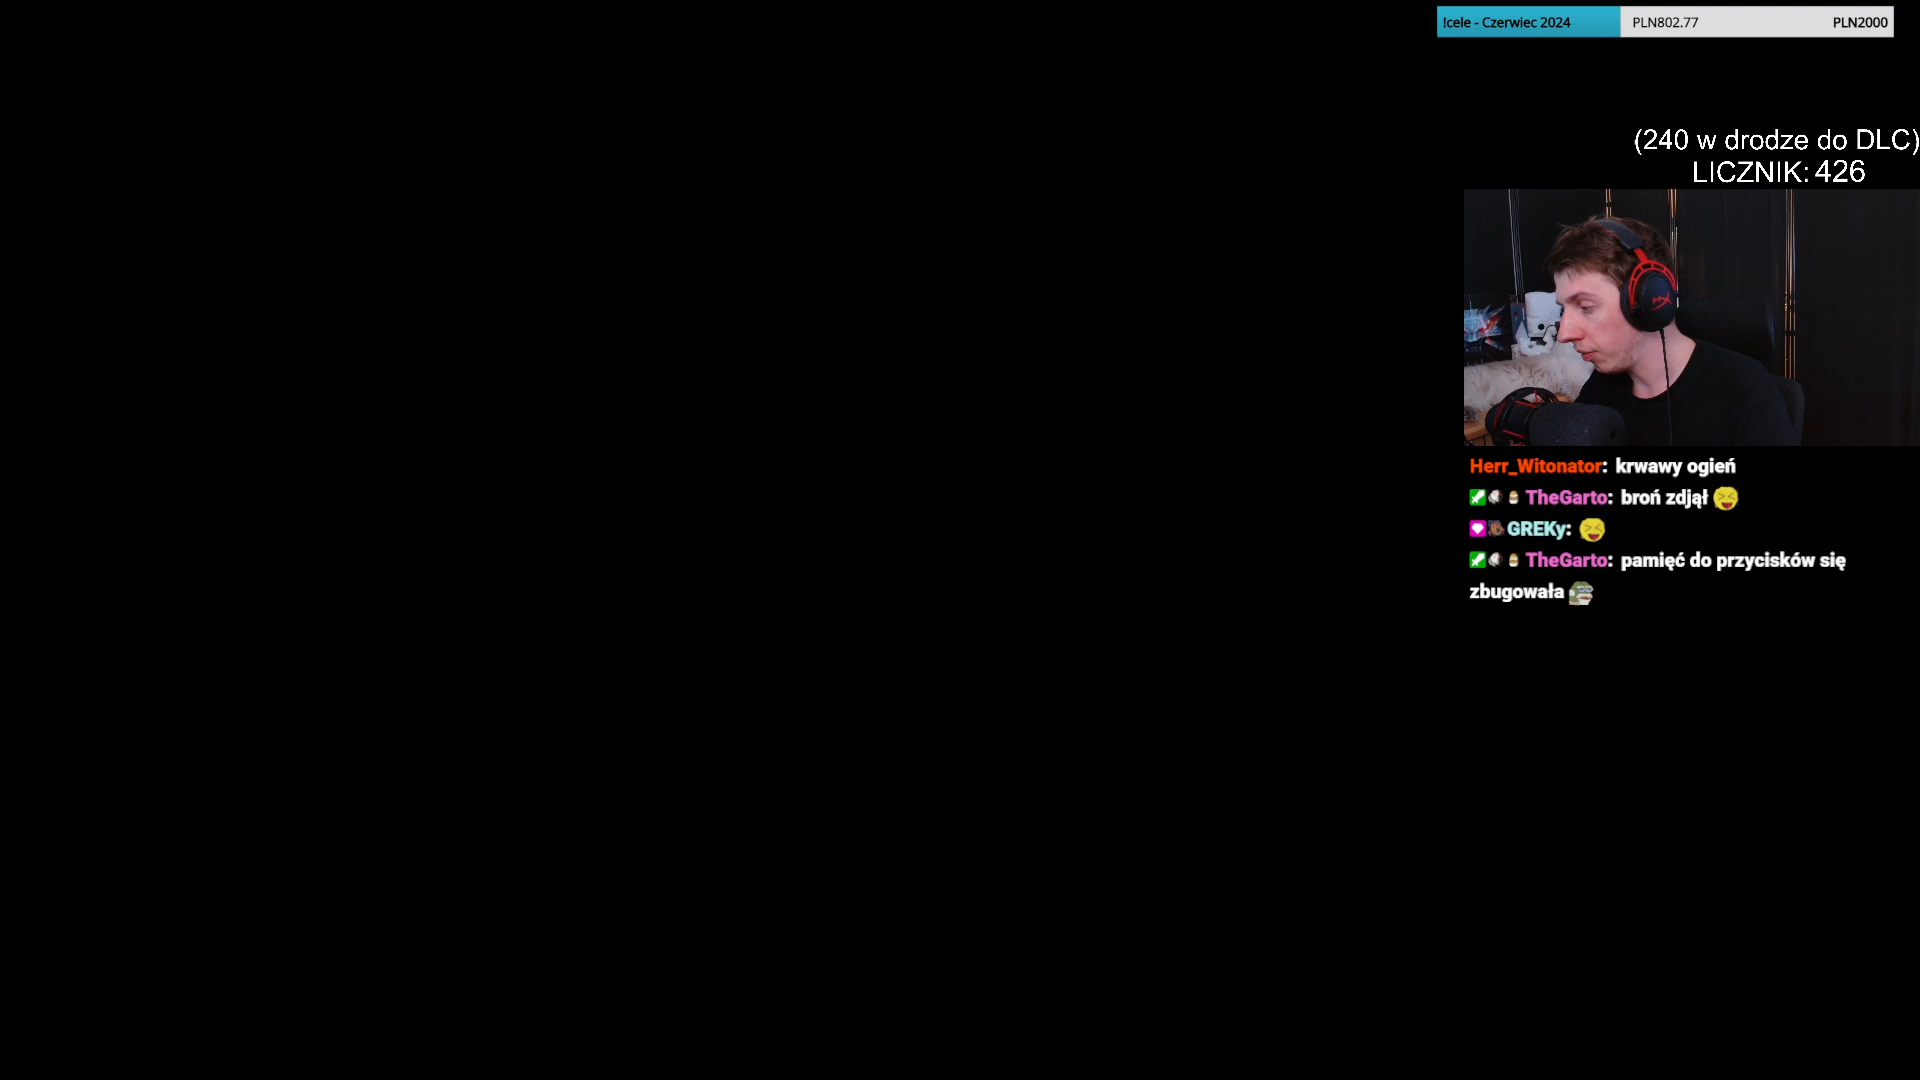 !cele - Czerwiec 2024 PLN802.77 PLN2000
(240 w drodze do DLC)
LICZNIK: 426
Herr_Witonator: krwawy ogień
TheGarto: broń zdjął
GREKy:
TheGarto: pamięć do przycisków się
zbugowała